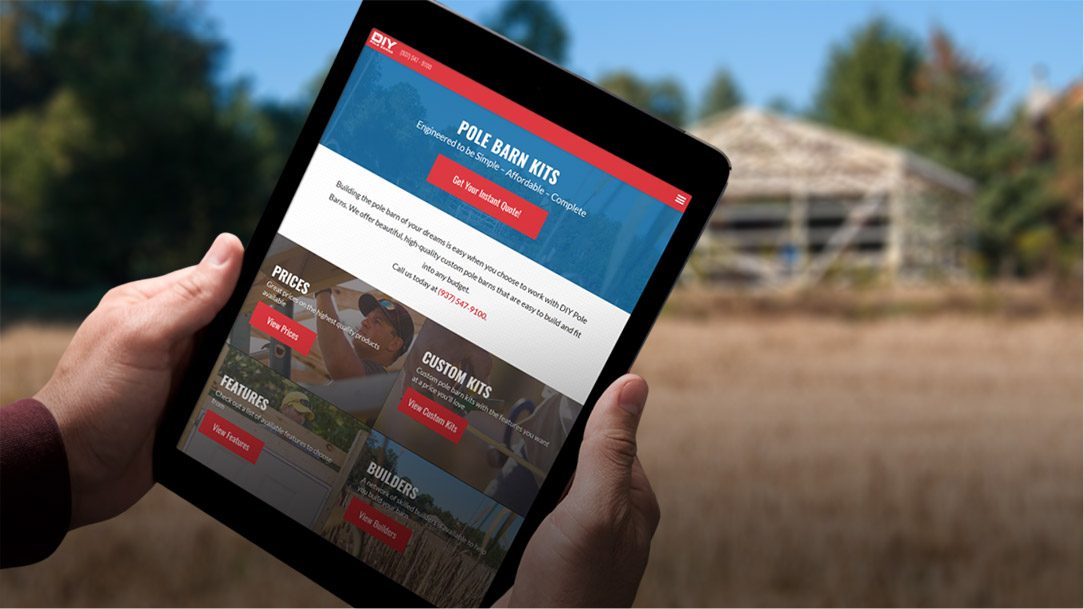 DIY
POLE BARNS
(937) 547 - 9100
POLE BARN KITS
Engineered to be Simple - Affordable - Complete
Get Your Instant Quote!
Building the pole barn of your dreams is easy when you choose to work with DIY Pole
Barns. We offer beautiful, high-quality custom pole barns that are easy to build and fit
into any budget.
Call us today at (937) 547-9100.
PRICES
Great prices on the highest quality products
available
View Prices
CUSTOM KITS
Custom pole barn kits with the features you want
at a price you'll love
View Custom Kits
FEATURES
Check out a list of available features to choose
from
View Features
BUILDERS
A network of skilled builders is available to help
you build your barn
View Builders